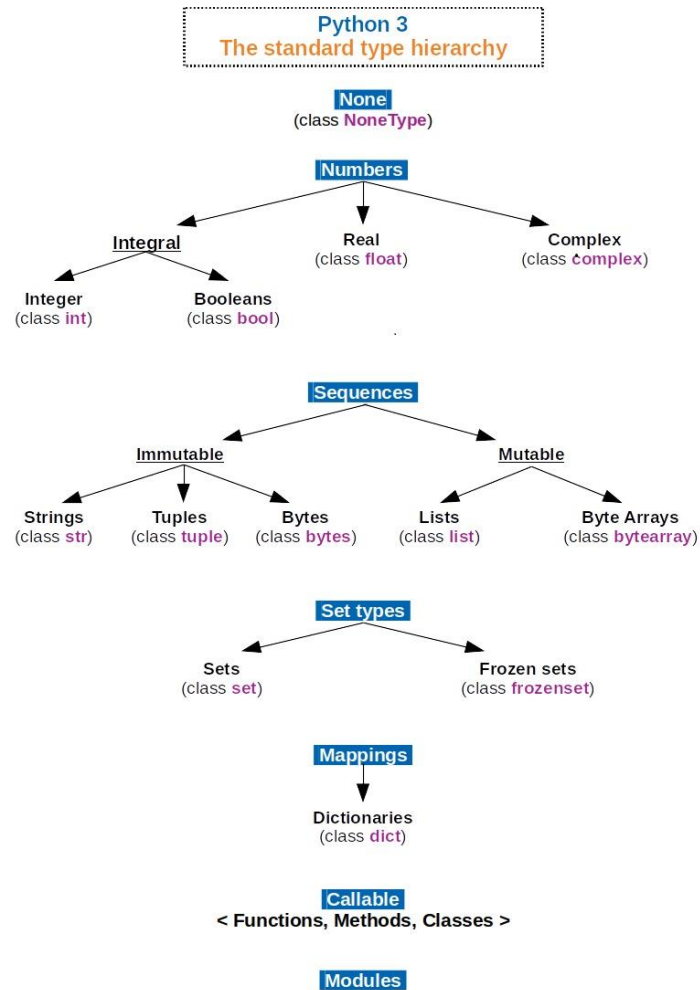 Python 3
The standard type hierarchy
None
(class NoneType)
Numbers
Integral
Real
(class float)
Complex
(class complex)
Integer
(class int)
Booleans
(class bool)
Sequences
Immutable
Mutable
Strings
(class str)
Tuples
(class tuple)
Bytes
(class bytes)
Lists
(class list)
Byte Arrays
(class bytearray)
Set types
Sets
(class set)
Frozen sets
(class frozenset)
Mappings
Dictionaries
(class dict)
Callable
< Functions, Methods, Classes >
Modules